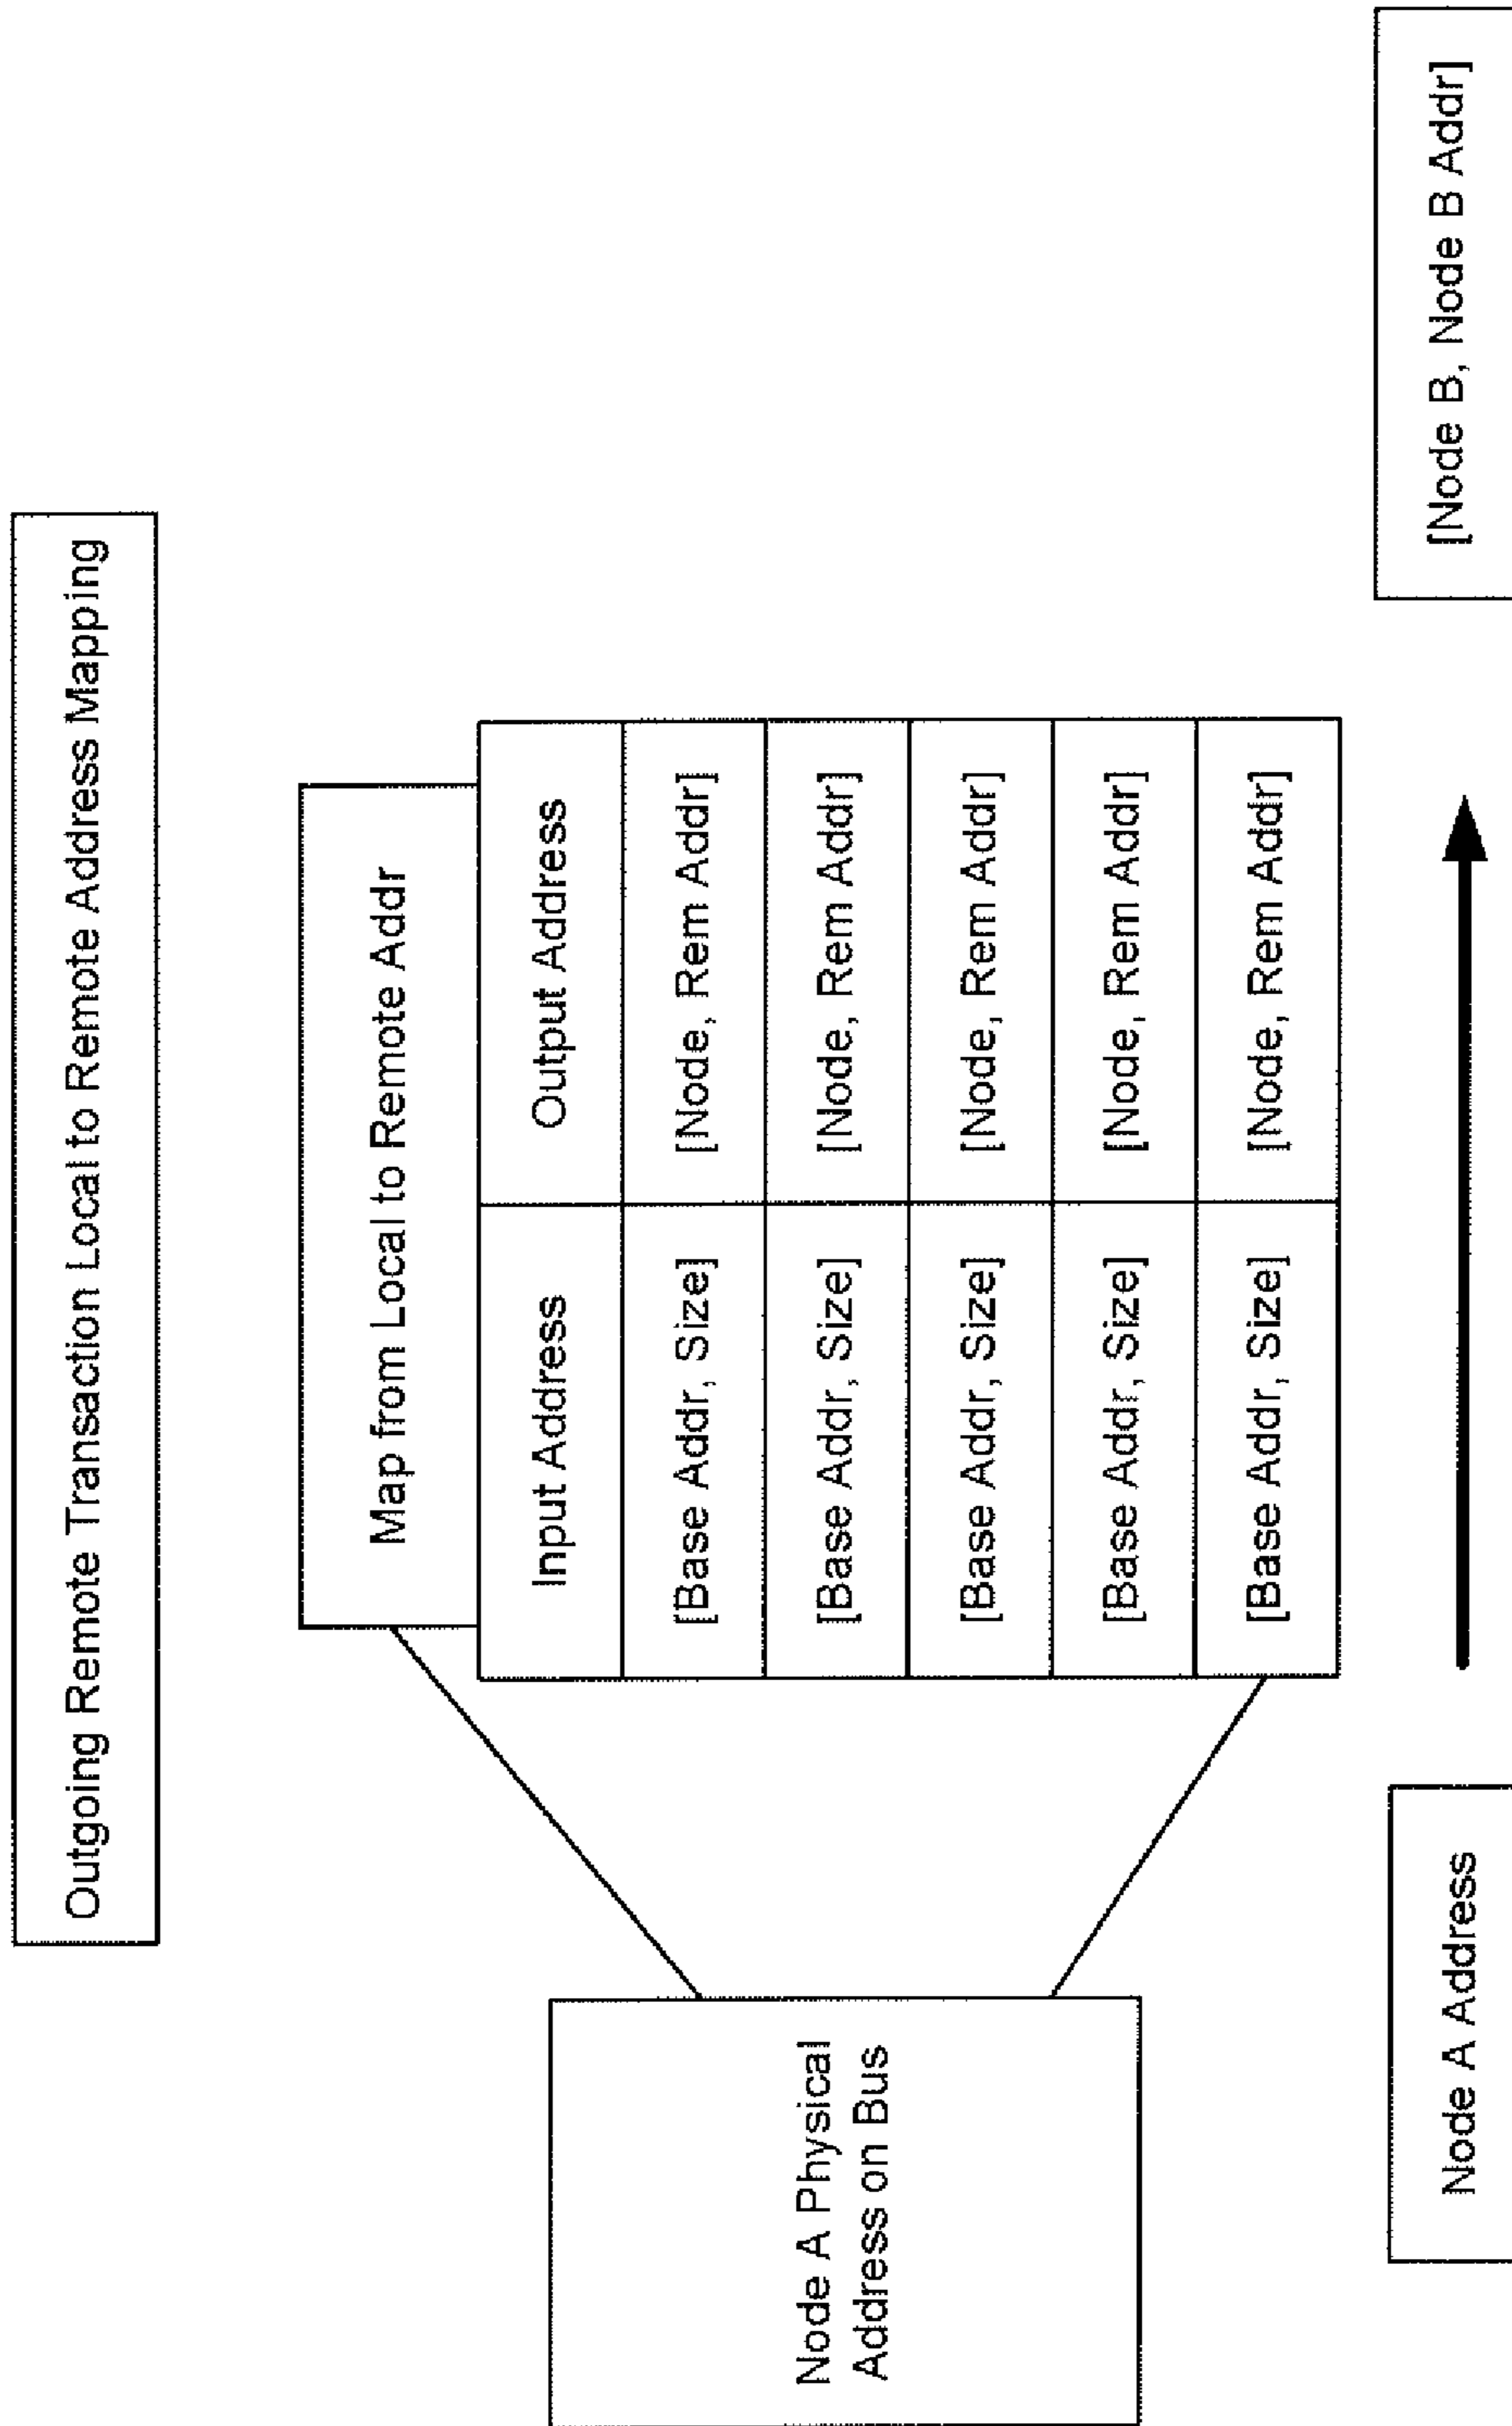 Outgoing Remote Transaction Local to Remote Address Mapping
Map from Local to Remote Addr
Input Address
Output Address
[Base Addr, Size]
[Node, Rem Addr]
[Base Addr, Size]
[Node, Rem Addr]
[Base Addr, Size]
[Node, Rem Addr]
[Base Addr, Size]
[Node, Rem Addr]
[Base Addr, Size]
[Node, Rem Addr]
Node A Physical
Address on Bus
Node A Address
[Node B, Node B Addr]